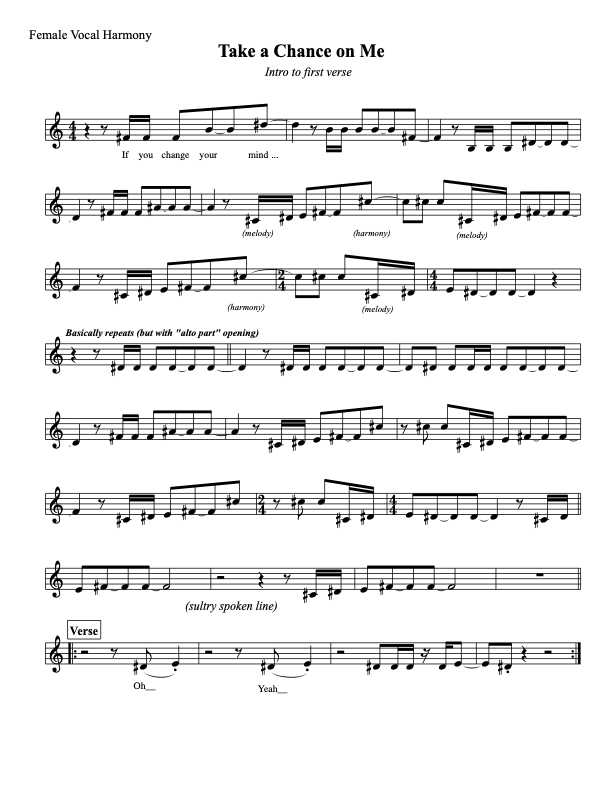 Female Vocal Harmony
Take a Chance on Me
Intro to first verse
If you change your mind ...
(melody) (harmony) (melody)
(harmony) (melody)
Basically repeats (but with "alto part" opening)
(sultry spoken line)
Verse
Oh__ Yeah__